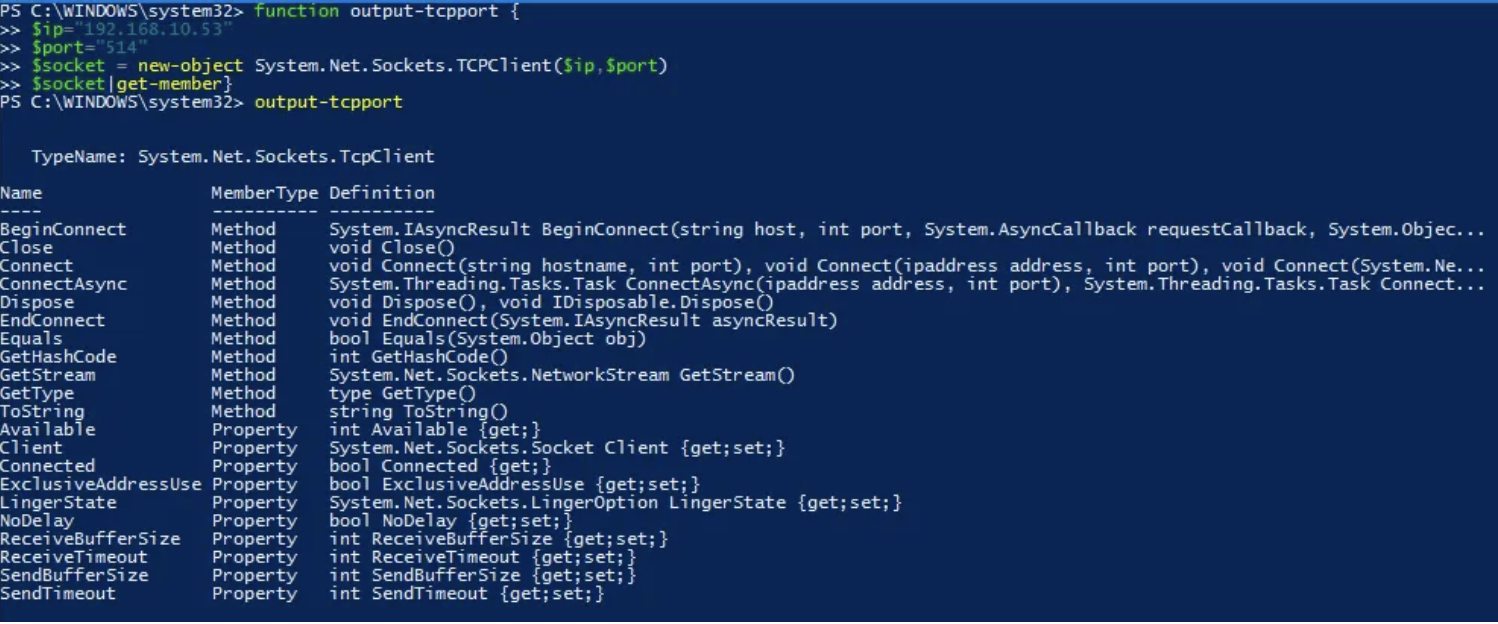 PS C:\WINDOWS\system32> function output-tcpport {
>> $ip="192.168.10.53"
>> $port="514"
>> $socket = new-object System.Net.Sockets.TCPClient($ip,$port)
>> $socket|get-member}
PS C:\WINDOWS\system32> output-tcpport
TypeName: System.Net.Sockets.TcpClient
Name MemberType Definition
---- ---------- ----------
BeginConnect Method System.IAsyncResult BeginConnect(string host, int port, System.AsyncCallback requestCallback, System.Objec...
Close Method void Close()
Connect Method void Connect(string hostname, int port), void Connect(ipaddress address, int port), void Connect(System.Ne...
ConnectAsync Method System.Threading.Tasks.Task ConnectAsync(ipaddress address, int port), System.Threading.Tasks.Task Connect...
Dispose Method void Dispose(), void IDisposable.Dispose()
EndConnect Method void EndConnect(System.IAsyncResult asyncResult)
Equals Method bool Equals(System.Object obj)
GetHashCode Method int GetHashCode()
GetStream Method System.Net.Sockets.NetworkStream GetStream()
GetType Method type GetType()
ToString Method string ToString()
Available Property int Available {get;}
Client Property System.Net.Sockets.Socket Client {get;set;}
Connected Property bool Connected {get;}
ExclusiveAddressUse Property bool ExclusiveAddressUse {get;set;}
LingerState Property System.Net.Sockets.LingerOption LingerState {get;set;}
NoDelay Property bool NoDelay {get;set;}
ReceiveBufferSize Property int ReceiveBufferSize {get;set;}
ReceiveTimeout Property int ReceiveTimeout {get;set;}
SendBufferSize Property int SendBufferSize {get;set;}
SendTimeout Property int SendTimeout {get;set;}